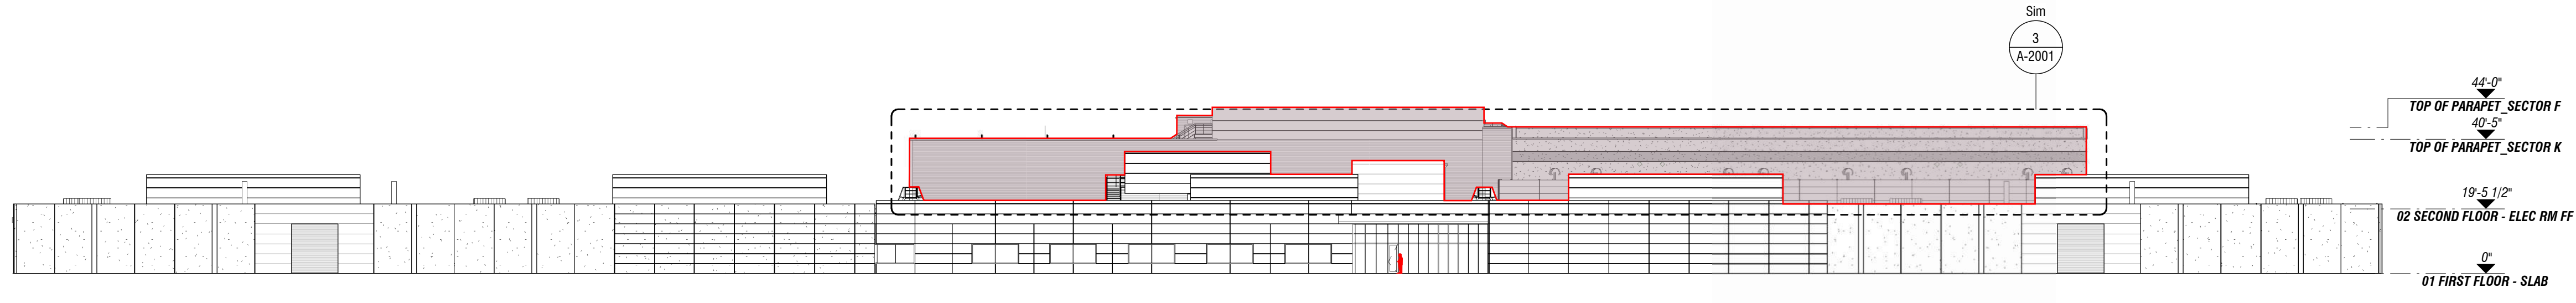 Sim
3
A-2001
44'-0"
TOP OF PARAPET_SECTOR F
40'-5"
TOP OF PARAPET_SECTOR K
19'-5 1/2"
02 SECOND FLOOR - ELEC RM FF
0"
01 FIRST FLOOR - SLAB